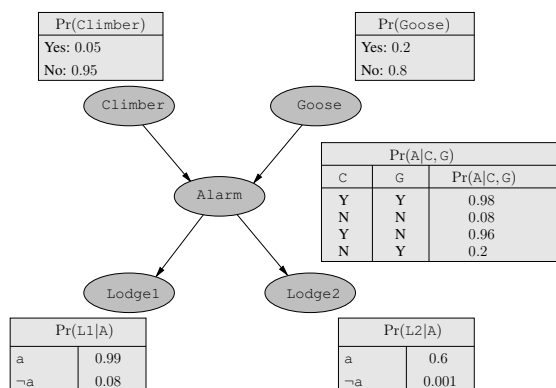 Pr(Climber)
Yes: 0.05
No: 0.95
Pr(Goose)
Yes: 0.2
No: 0.8
Climber
Goose
Alarm
Pr(A|C, G)
C G Pr(A|C, G)
Y Y 0.98
N N 0.08
Y N 0.96
N Y 0.2
Lodge1
Lodge2
Pr(L1|A)
a 0.99
¬a 0.08
Pr(L2|A)
a 0.6
¬a 0.001